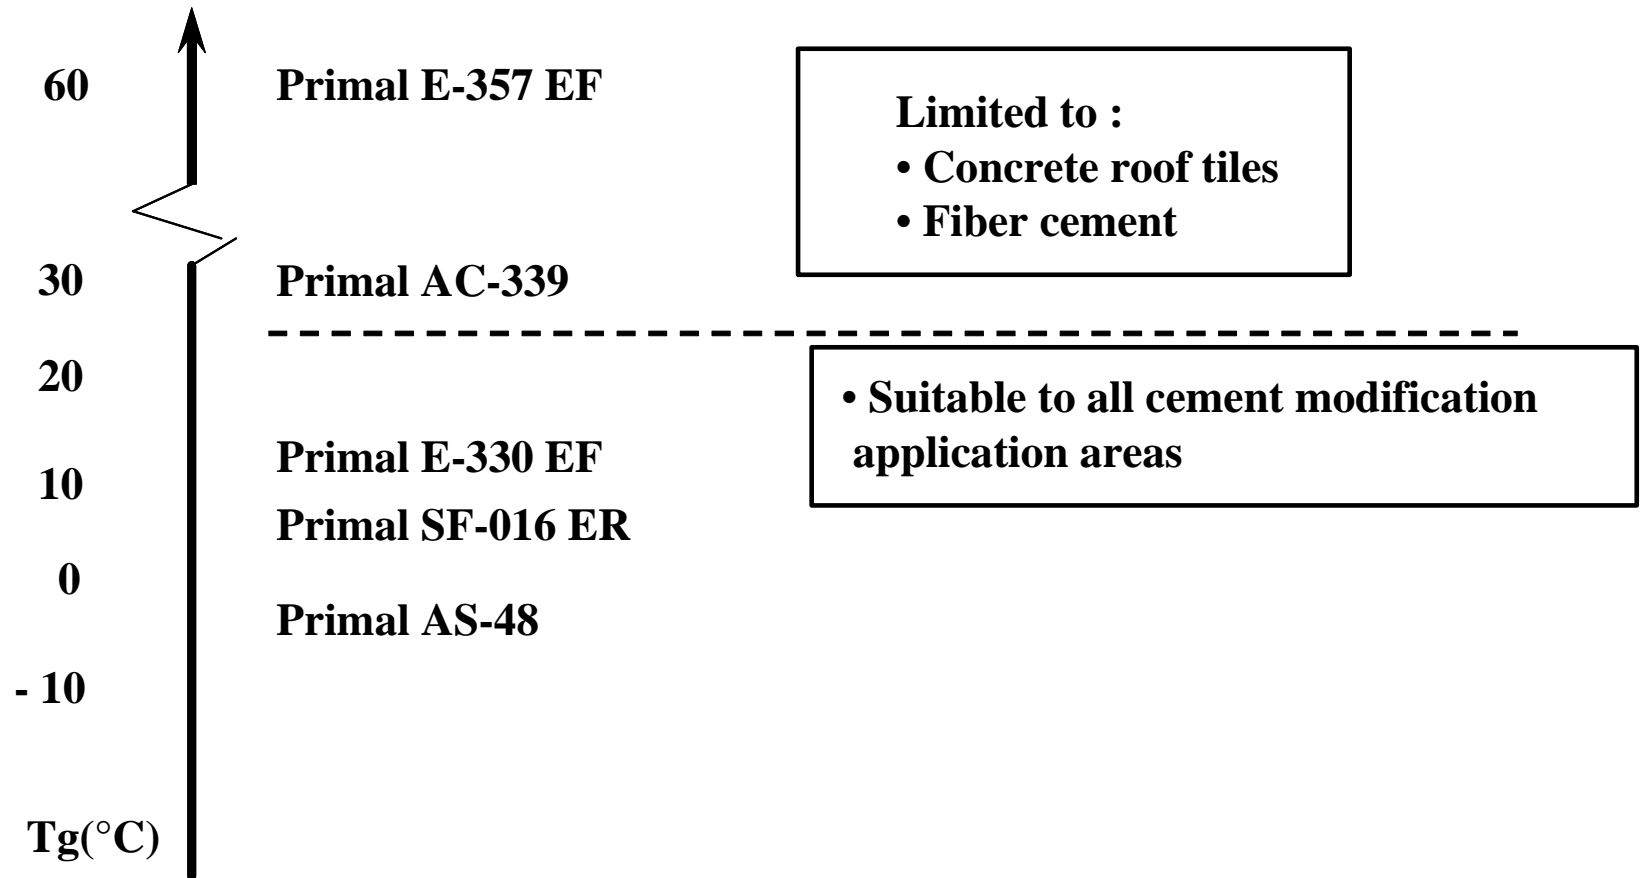 60
Primal E-357 EF
Limited to :
• Concrete roof tiles
• Fiber cement
30
Primal AC-339
20
• Suitable to all cement modification
application areas
Primal E-330 EF
10
Primal SF-016 ER
0
Primal AS-48
- 10
Tg(°C)